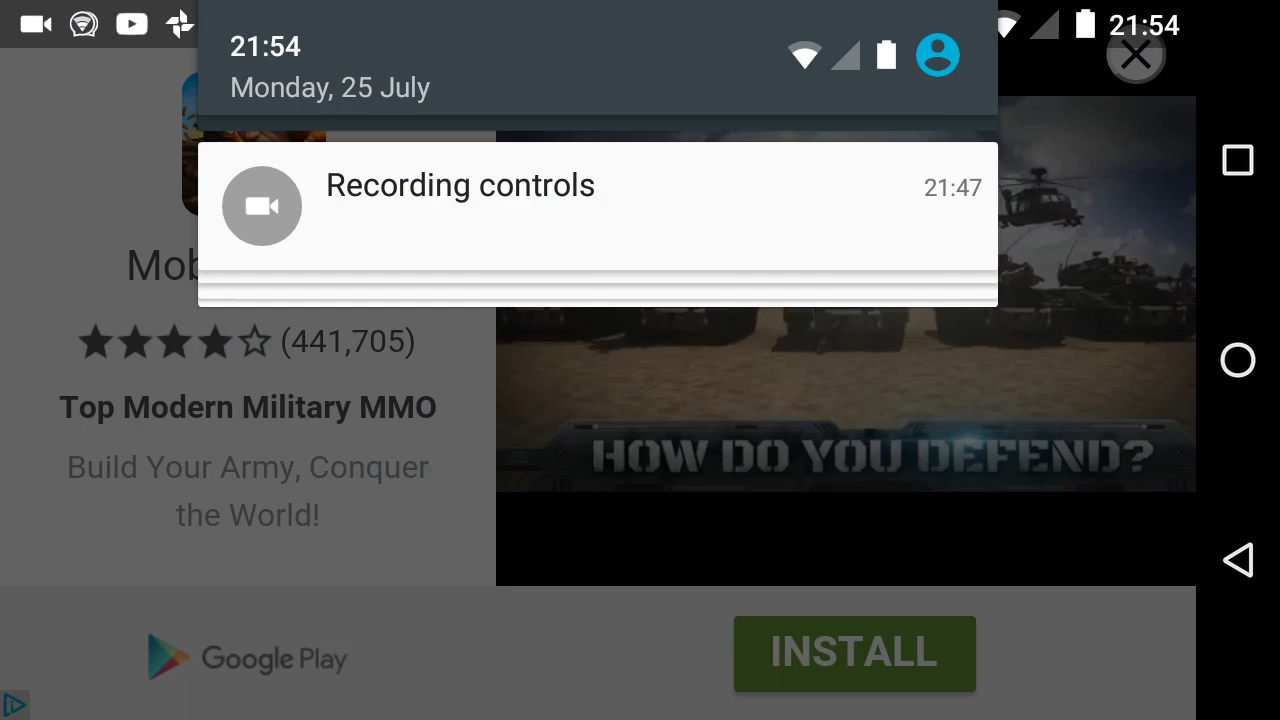 21:54
21:54
Monday, 25 July
Recording controls
21:47
(441,705)
Top Modern Military MMO
Build Your Army, Conquer
the World!
HOW DO YOU DEFEND?
Google Play
INSTALL